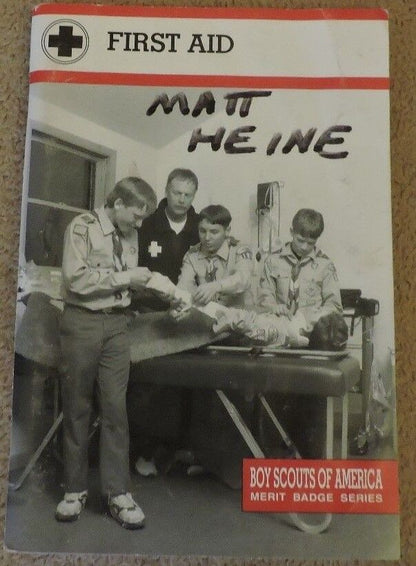 FIRST AID
MATT
HEINE
BOY SCOUTS OF AMERICA
MERIT BADGE SERIES